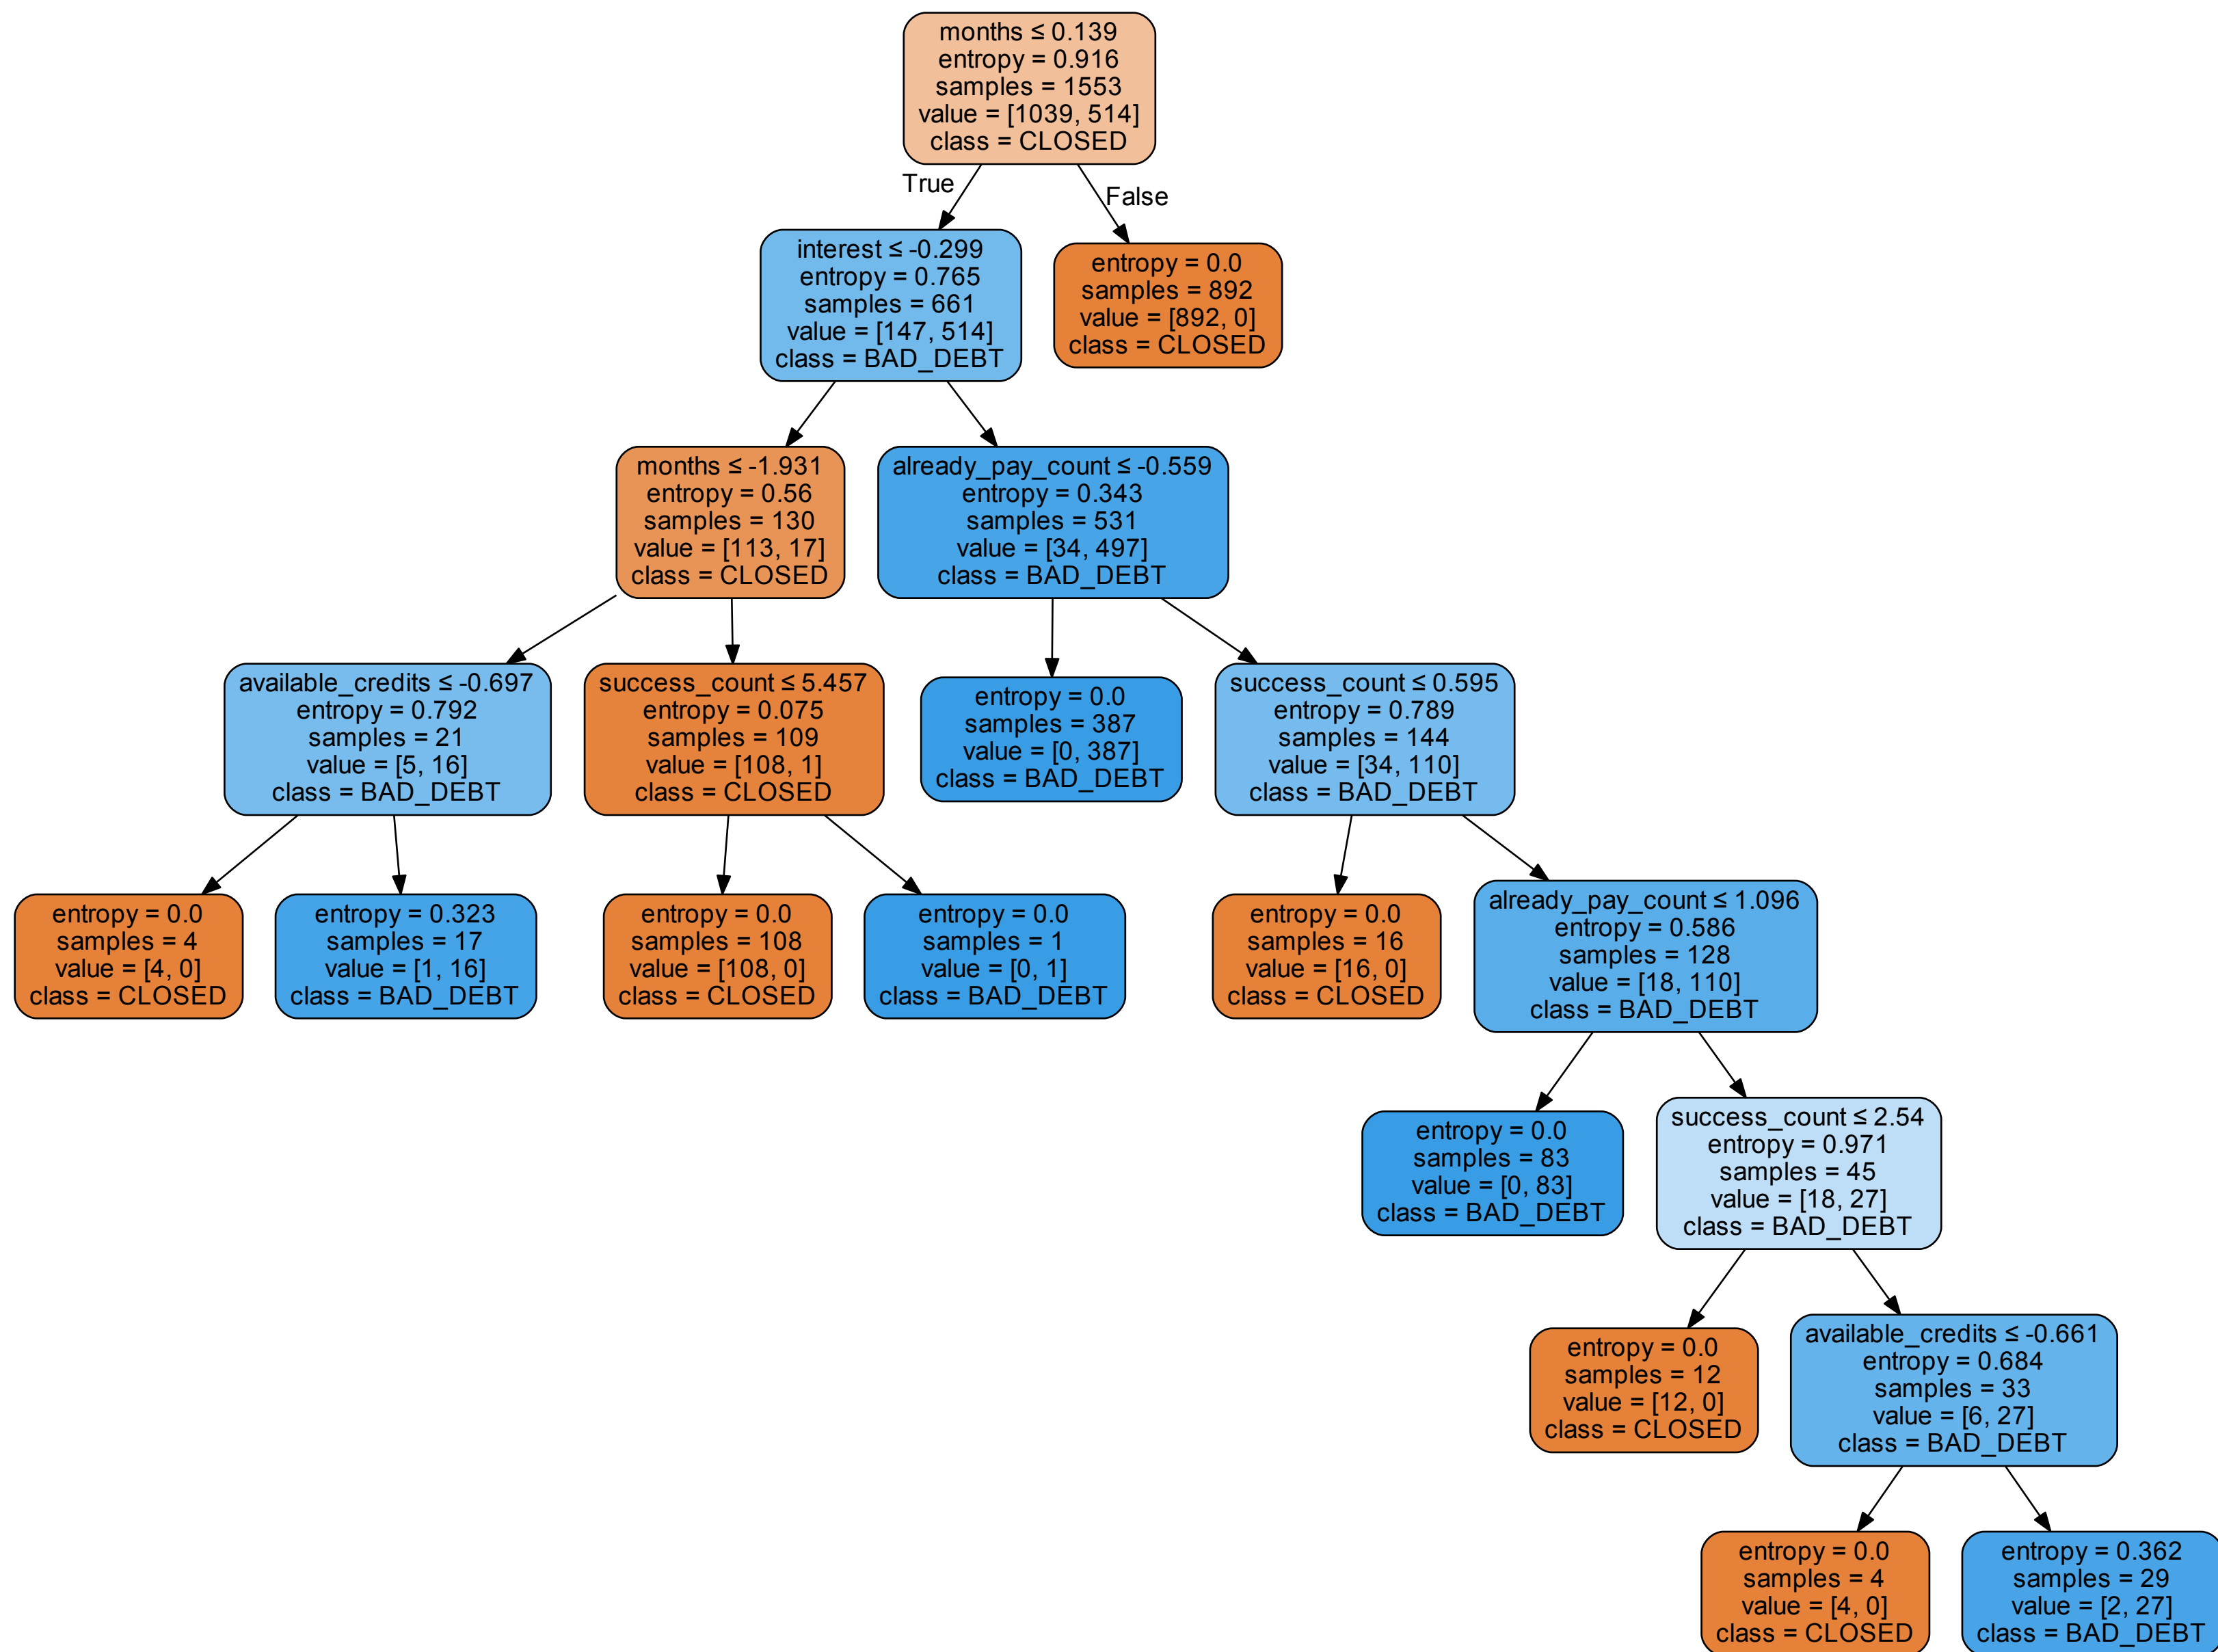 months ≤ 0.139
entropy = 0.916
samples = 1553
value = [1039, 514]
class = CLOSED
True
False
interest ≤ -0.299
entropy = 0.765
samples = 661
value = [147, 514]
class = BAD_DEBT
entropy = 0.0
samples = 892
value = [892, 0]
class = CLOSED
months ≤ -1.931
entropy = 0.56
samples = 130
value = [113, 17]
class = CLOSED
already_pay_count ≤ -0.559
entropy = 0.343
samples = 531
value = [34, 497]
class = BAD_DEBT
available_credits ≤ -0.697
entropy = 0.792
samples = 21
value = [5, 16]
class = BAD_DEBT
success_count ≤ 5.457
entropy = 0.075
samples = 109
value = [108, 1]
class = CLOSED
entropy = 0.0
samples = 387
value = [0, 387]
class = BAD_DEBT
success_count ≤ 0.595
entropy = 0.789
samples = 144
value = [34, 110]
class = BAD_DEBT
entropy = 0.0
samples = 4
value = [4, 0]
class = CLOSED
entropy = 0.323
samples = 17
value = [1, 16]
class = BAD_DEBT
entropy = 0.0
samples = 108
value = [108, 0]
class = CLOSED
entropy = 0.0
samples = 1
value = [0, 1]
class = BAD_DEBT
entropy = 0.0
samples = 16
value = [16, 0]
class = CLOSED
already_pay_count ≤ 1.096
entropy = 0.586
samples = 128
value = [18, 110]
class = BAD_DEBT
entropy = 0.0
samples = 83
value = [0, 83]
class = BAD_DEBT
success_count ≤ 2.54
entropy = 0.971
samples = 45
value = [18, 27]
class = BAD_DEBT
entropy = 0.0
samples = 12
value = [12, 0]
class = CLOSED
available_credits ≤ -0.661
entropy = 0.684
samples = 33
value = [6, 27]
class = BAD_DEBT
entropy = 0.0
samples = 4
value = [4, 0]
class = CLOSED
entropy = 0.362
samples = 29
value = [2, 27]
class = BAD_DEBT